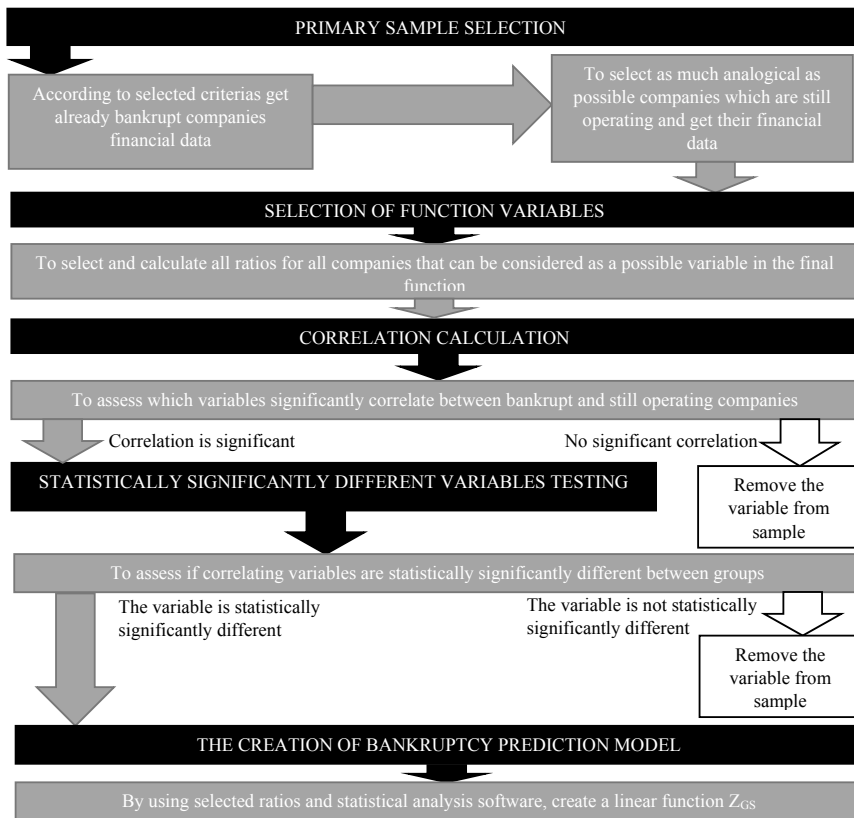 PRIMARY SAMPLE SELECTION
According to selected criterias get
already bankrupt companies
financial data
To select as much analogical as
possible companies which are still
operating and get their financial
data
SELECTION OF FUNCTION VARIABLES
To select and calculate all ratios for all companies that can be considered as a possible variable in the final
function
CORRELATION CALCULATION
To assess which variables significantly correlate between bankrupt and still operating companies
Correlation is significant
No significant correlation
STATISTICALLY SIGNIFICANTLY DIFFERENT VARIABLES TESTING
Remove the
variable from
sample
To assess if correlating variables are statistically significantly different between groups
The variable is statistically
significantly different
The variable is not statistically
significantly different
Remove the
variable from
sample
THE CREATION OF BANKRUPTCY PREDICTION MODEL
By using selected ratios and statistical analysis software, create a linear function ZGS